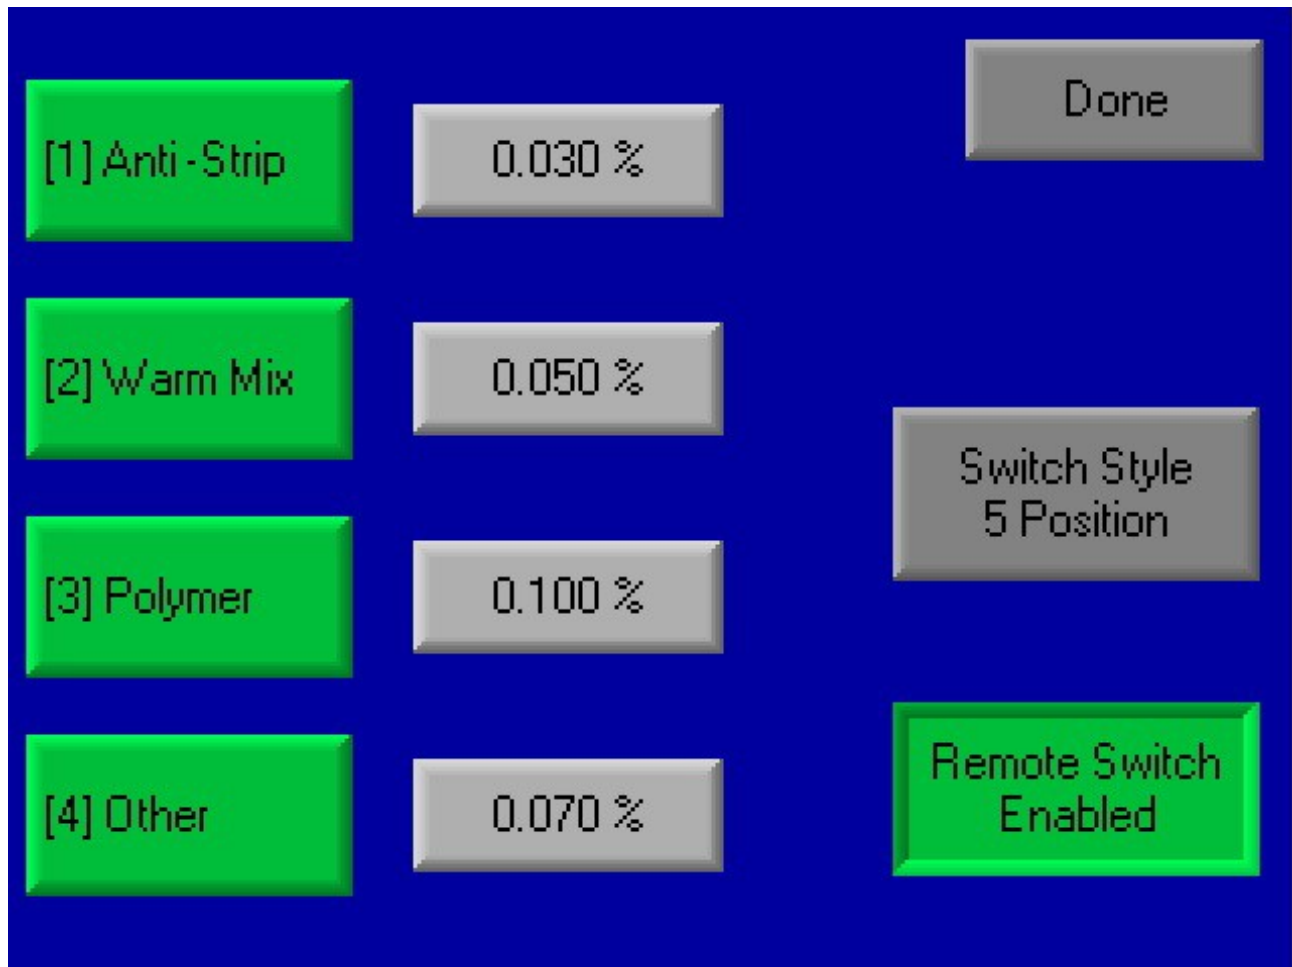 Done
[1] Anti-Strip 0.030 %
[2] Warm Mix 0.050 %
Switch Style
5 Position
[3] Polymer 0.100 %
Remote Switch
Enabled
[4] Other 0.070 %